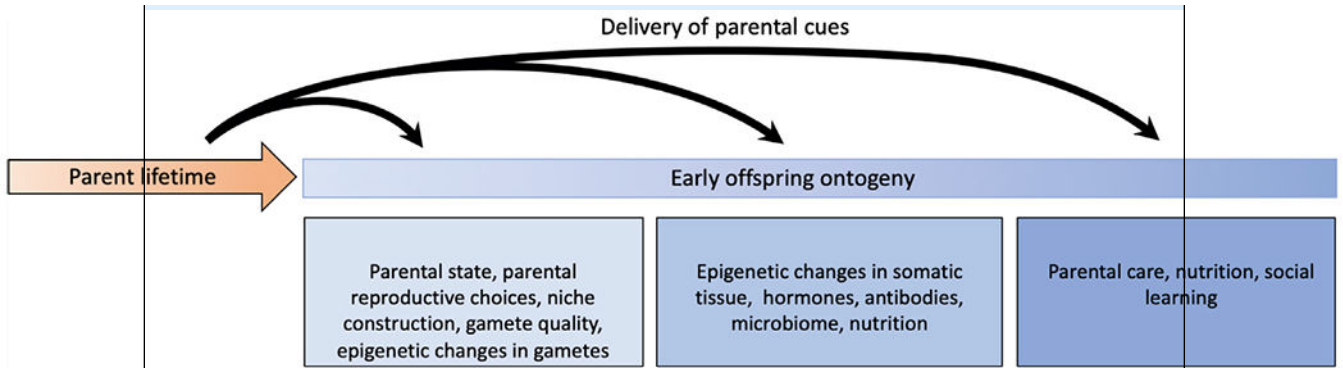 Delivery of parental cues
Parent lifetime
Early offspring ontogeny
Parental state, parental
reproductive choices, niche
construction, gamete quality,
epigenetic changes in gametes
Epigenetic changes in somatic
tissue, hormones, antibodies,
microbiome, nutrition
Parental care, nutrition, social
learning